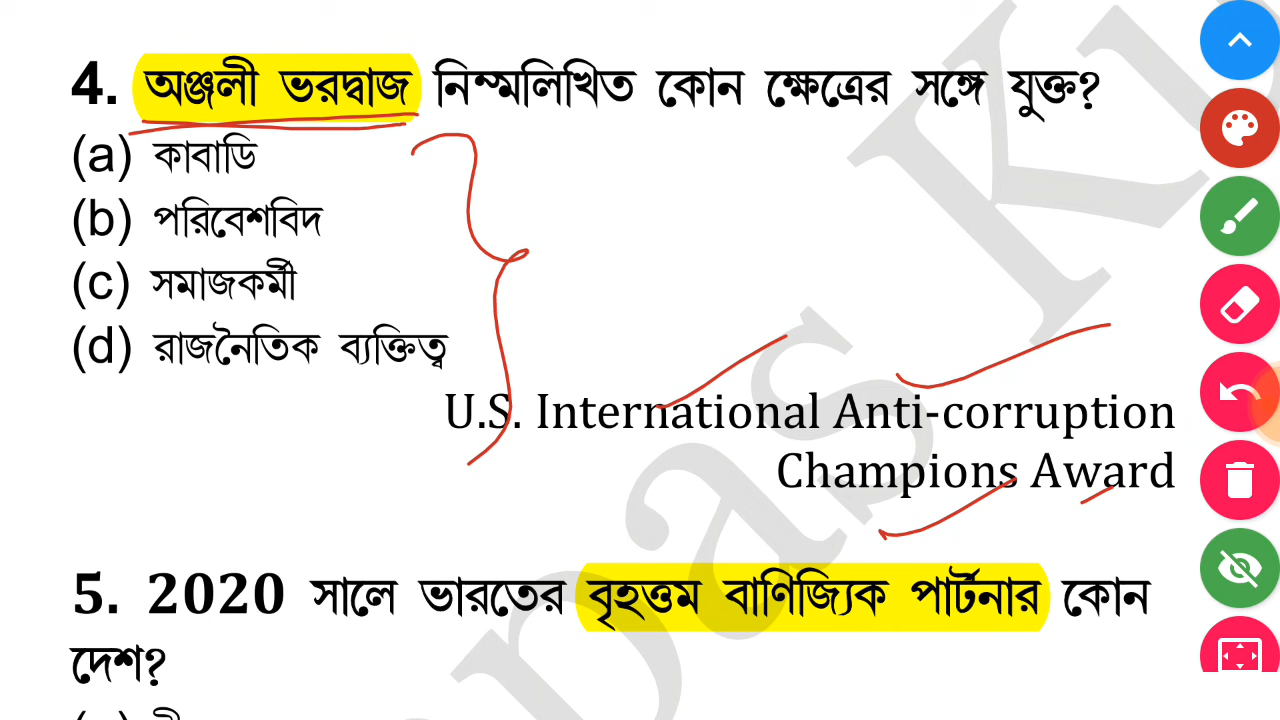 4. অঞ্জলী ভরদ্বাজ নিম্মলিখিত কোন ক্ষেত্রের সঙ্গে যুক্ত?
(a) কাবাডি
(b) পরিবেশবিদ
(c) সমাজকর্মী
(d) রাজনৈতিক ব্যক্তিত্ব
U.S. International Anti-corruption
Champions Award
5. 2020 সালে ভারতের বৃহত্তম বাণিজ্যিক পার্টনার কোন
দেশ?